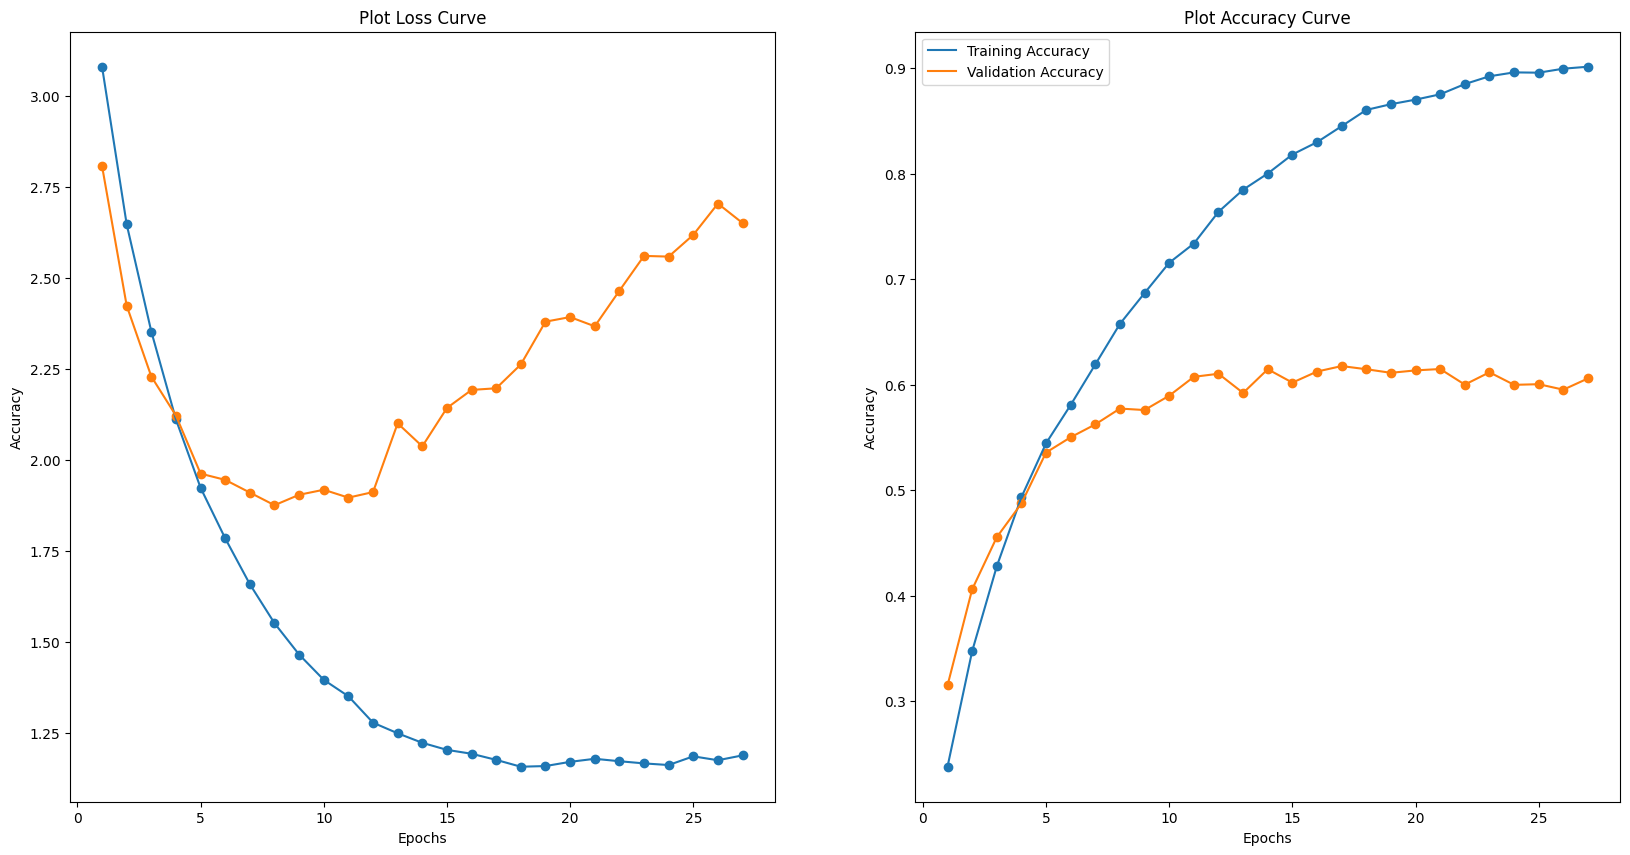 Plot Loss Curve
Accuracy
3.00
2.75
2.50
2.25
2.00
1.75
1.50
1.25
0 5 10 15 20 25
Epochs
Plot Accuracy Curve
Training Accuracy
Validation Accuracy
Accuracy
0.9
0.8
0.7
0.6
0.5
0.4
0.3
0 5 10 15 20 25
Epochs